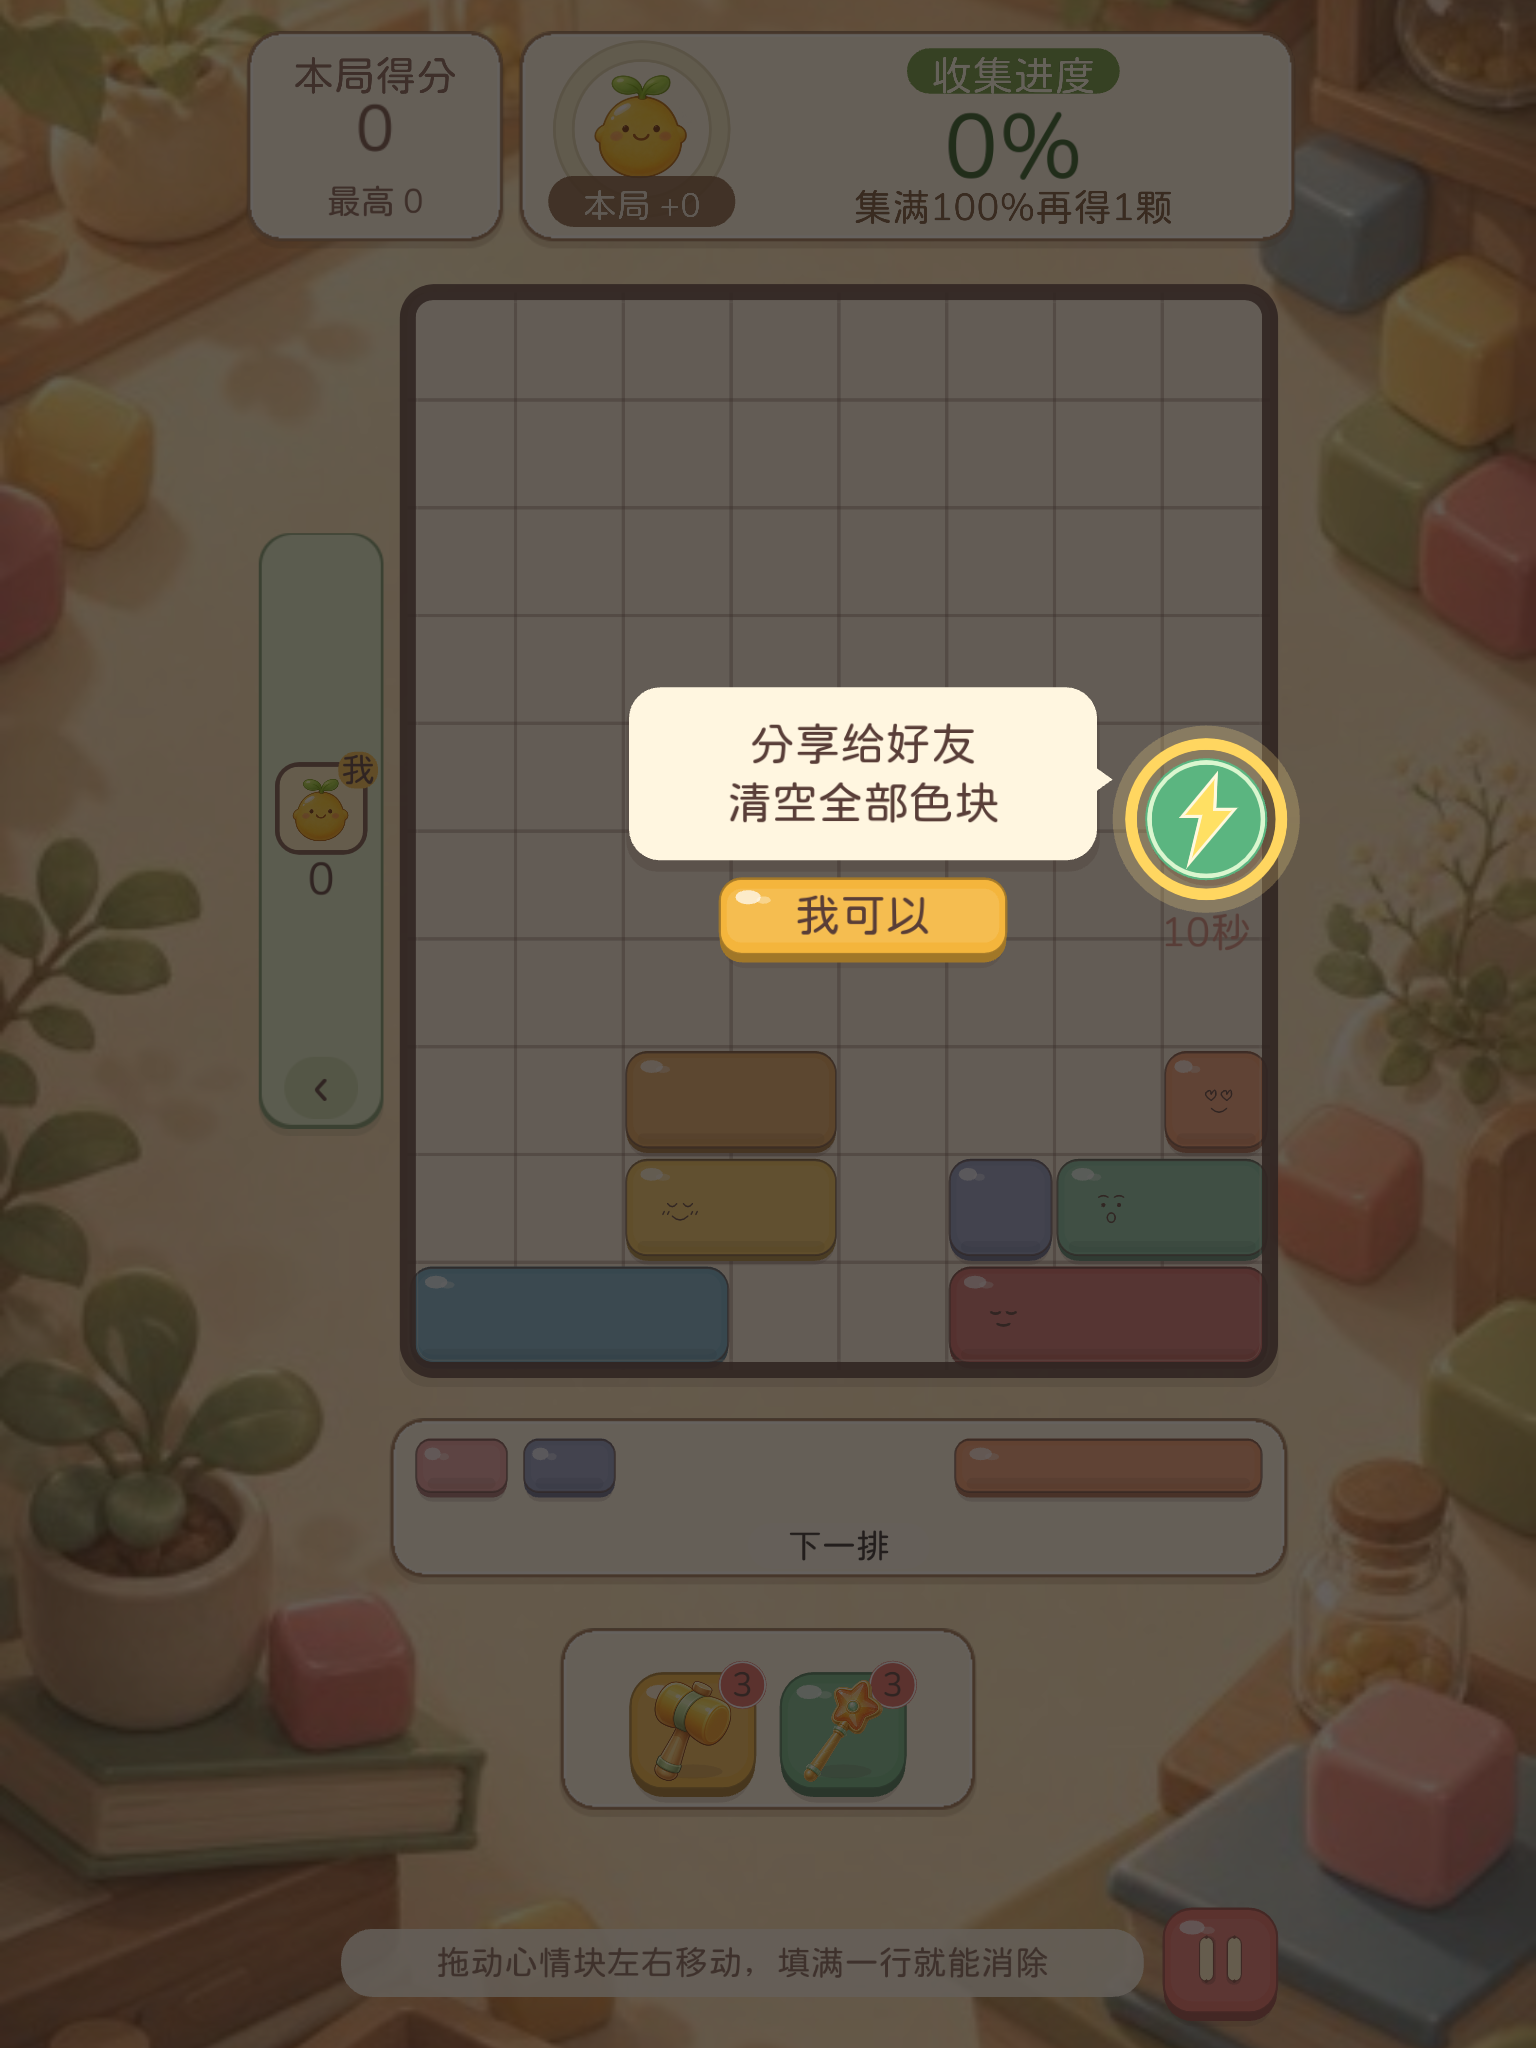 本局得分
0
最高 0
本局 +0
收集进度
0%
集满100%再得1颗
分享给好友
清空全部色块
我可以
10秒
我
0
下一排
3
3
拖动心情块左右移动，填满一行就能消除